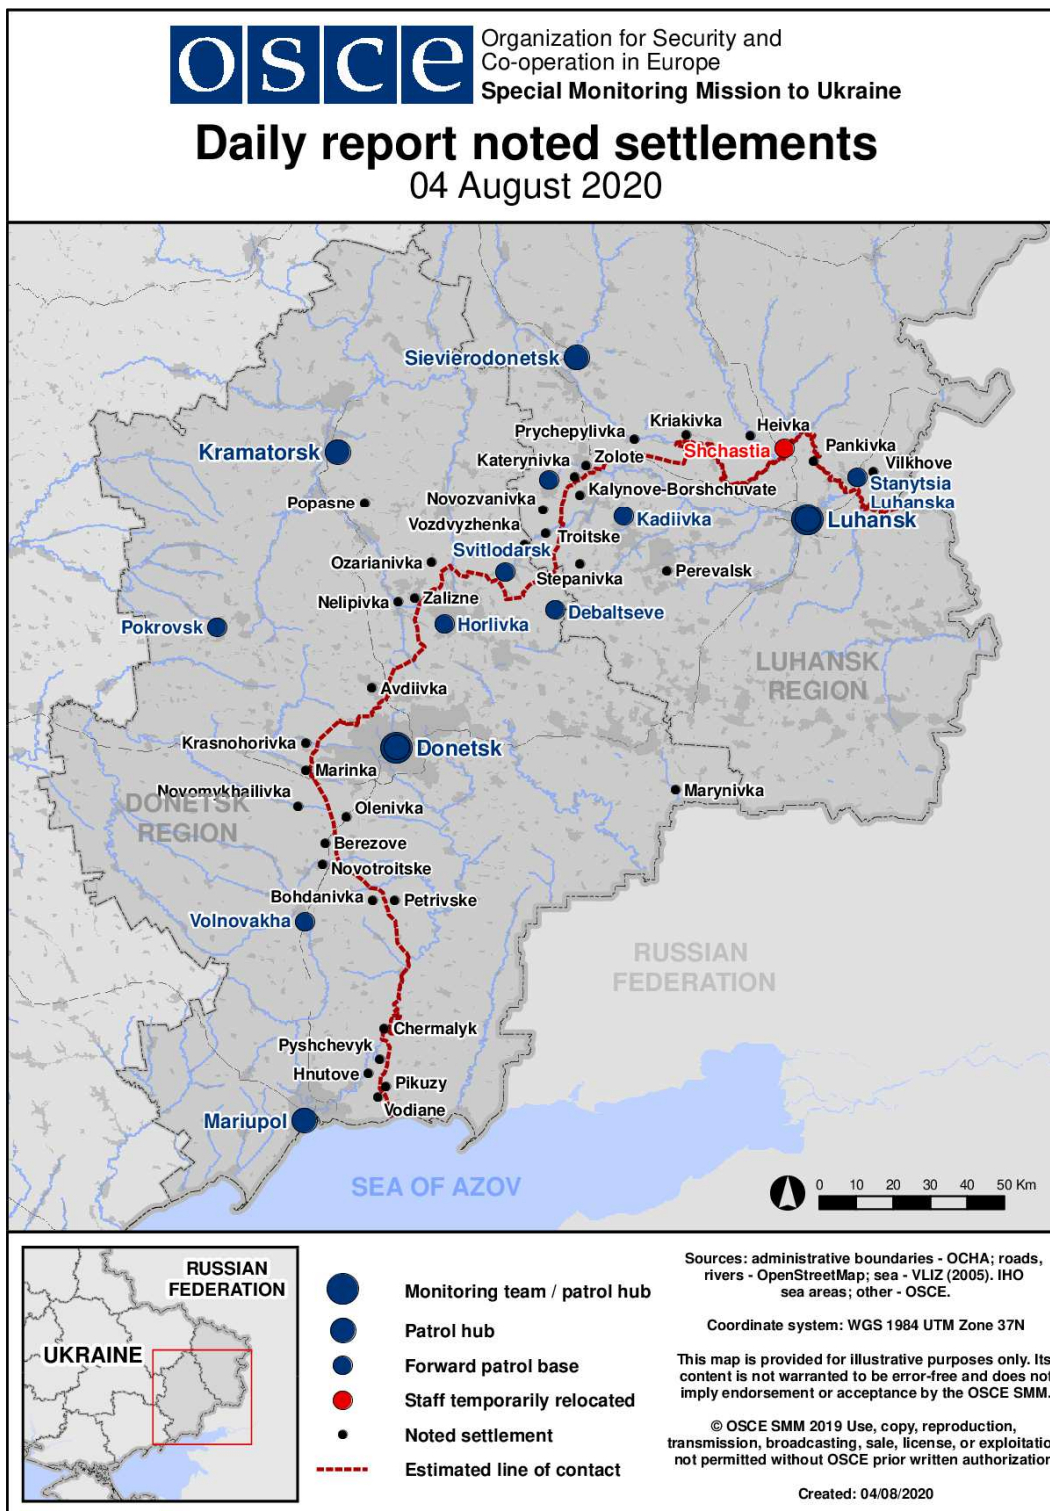 osce
Organization for Security and
Co-operation in Europe
Special Monitoring Mission to Ukraine
Daily report noted settlements
04 August 2020
Sievierodonetsk
Kriakivka
Heivka
Prychepylivka
Shchastia
Pankivka
Kramatorsk
Zolote
Katerynivka
Vilkhove
Stanytsia
Luhanska
Kalynove-Borshchuvate
Popasne
Novozvanivka
Kadiivka
Luhansk
Vozdvyzhenka
Troitske
Svitlodarsk
Ozarianivka
Stepanivka
Perevalsk
Nelipivka
Zalizne
Debaltseve
Horlivka
Pokrovsk
LUHANSK
REGION
Avdiivka
Krasnohorivka
Donetsk
Marinka
Novomykhailivka
Marynivka
DONETSK
REGION
Olenivka
Berezove
Novotroitske
Bohdanivka
Petrivske
Volnovakha
RUSSIAN
FEDERATION
Chermalyk
Pyshchevyk
Hnutove
Pikuzy
Vodiane
Mariupol
SEA OF AZOV
0 10 20 30 40 50 Km
RUSSIAN
FEDERATION
UKRAINE
Monitoring team / patrol hub
Patrol hub
Forward patrol base
Staff temporarily relocated
Noted settlement
Estimated line of contact
Sources: administrative boundaries - OCHA; roads,
rivers - OpenStreetMap; sea - VLIZ (2005). IHO
sea areas; other - OSCE.
Coordinate system: WGS 1984 UTM Zone 37N
This map is provided for illustrative purposes only. Its
content is not warranted to be error-free and does not
imply endorsement or acceptance by the OSCE SMM.
© OSCE SMM 2019 Use, copy, reproduction,
transmission, broadcasting, sale, license, or exploitatio
not permitted without OSCE prior written authorization
Created: 04/08/2020